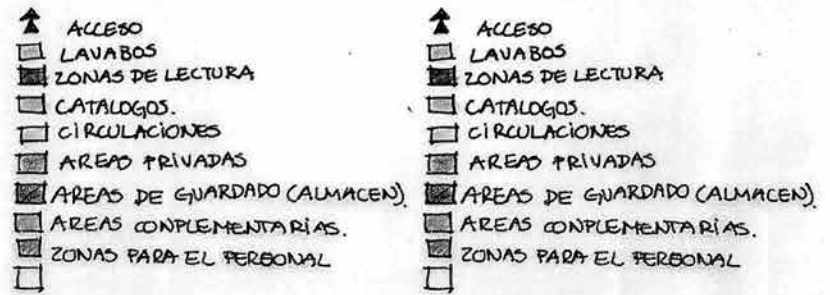 ACCESO
LAVABOS
ZONAS DE LECTURA
CATALOGOS.
CIRCULACIONES
AREAS PRIVADAS
AREAS DE GUARDADO (ALMACEN).
AREAS CONPLEMENTARIAS.
ZONAS PARA EL PERSONAL
ACCESO
LAVABOS
ZONAS DE LECTURA
CATALOGOS.
CIRCULACIONES
AREAS PRIVADAS
AREAS DE GUARDADO (ALMACEN).
AREAS CONPLEMENTARIAS.
ZONAS PARA EL PERSONAL